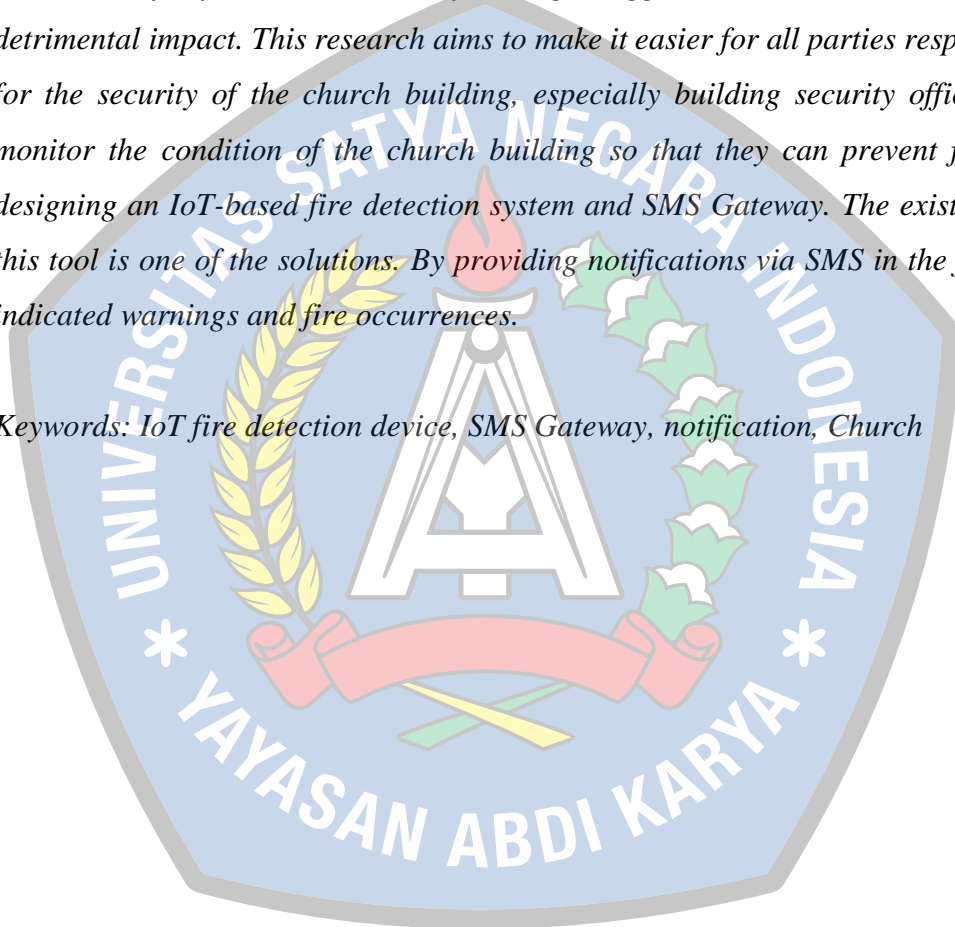 detrimental impact. This research aims to make it easier for all parties resp
for the security of the church building, especially building security offic
monitor the condition of the church building so that they can prevent f
designing an IoT-based fire detection system and SMS Gateway. The exist
this tool is one of the solutions. By providing notifications via SMS in the
indicated warnings and fire occurrences.
Keywords: IoT fire detection device, SMS Gateway, notification, Church
UNIVERSITAS SATYA NEGARA INDONESIA
YAYASAN ABDI KARYA